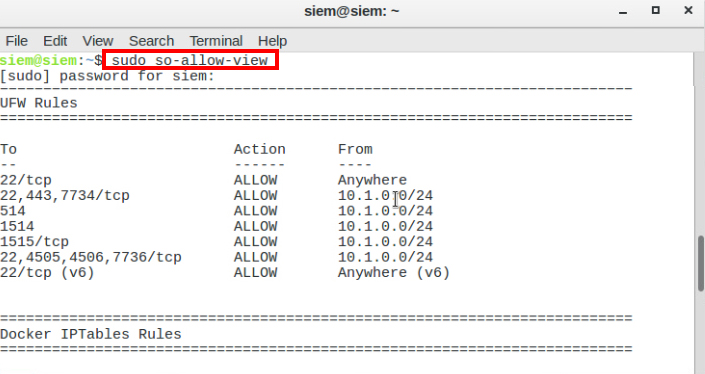 siem@siem: ~
File Edit View Search Terminal Help
siem@siem:~$ sudo so-allow-view
[sudo] password for siem:
================================================================================
UFW Rules
================================================================================
To Action From
-- ------ ----
22/tcp ALLOW Anywhere
22,443,7734/tcp ALLOW 10.1.0.0/24
514 ALLOW 10.1.0.0/24
1514 ALLOW 10.1.0.0/24
1515/tcp ALLOW 10.1.0.0/24
22,4505,4506,7736/tcp ALLOW 10.1.0.0/24
22/tcp (v6) ALLOW Anywhere (v6)
================================================================================
Docker IPTables Rules
================================================================================